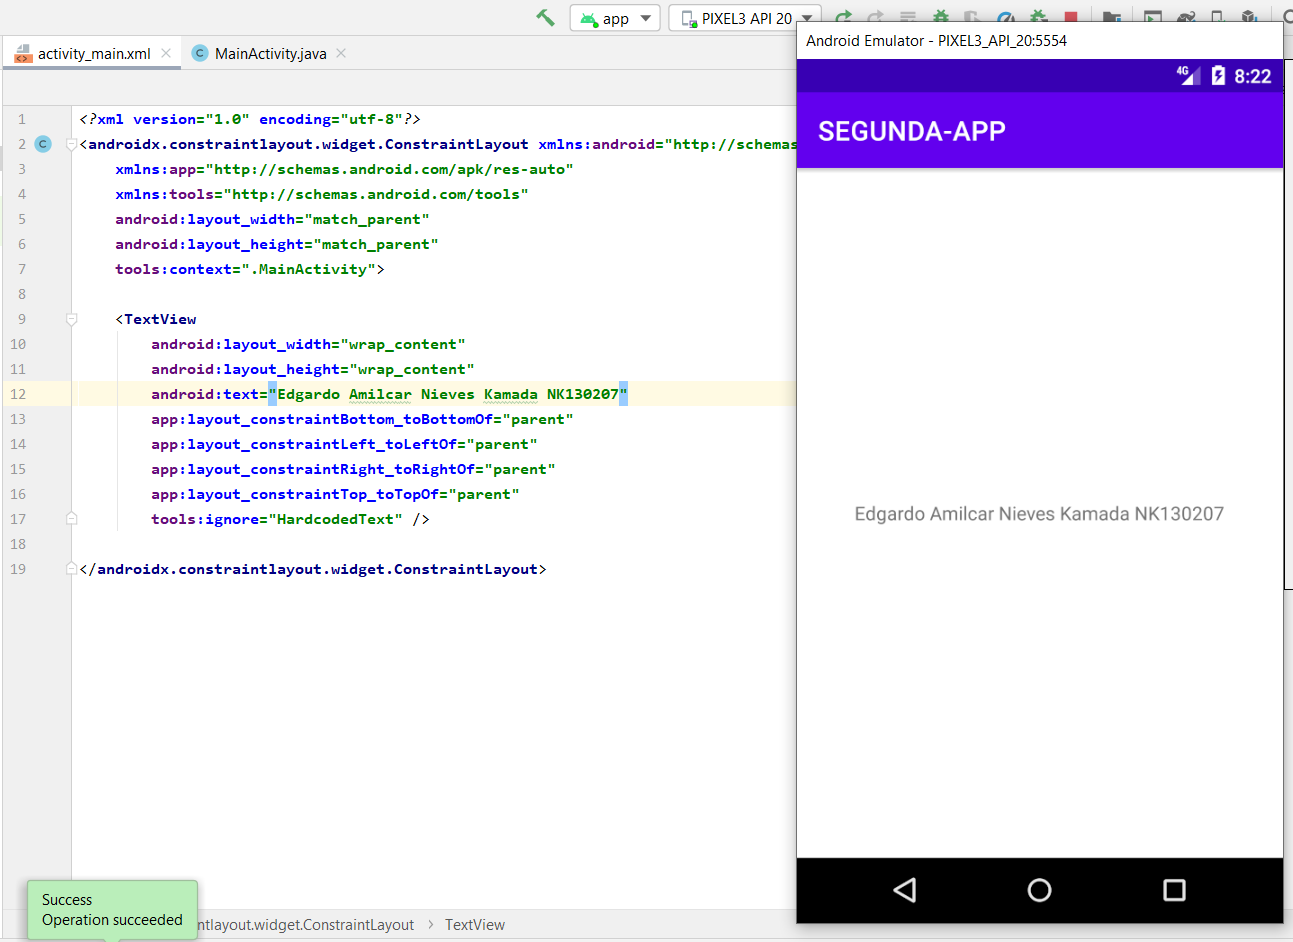 app
PIXEL3 API 20
activity_main.xml
MainActivity.java
1 <?xml version="1.0" encoding="utf-8"?>
2 C <androidx.constraintlayout.widget.ConstraintLayout xmlns:android="http://schemas
3 xmlns:app="http://schemas.android.com/apk/res-auto"
4 xmlns:tools="http://schemas.android.com/tools"
5 android:layout_width="match_parent"
6 android:layout_height="match_parent"
7 tools:context=".MainActivity">
8
9 <TextView
10 android:layout_width="wrap_content"
11 android:layout_height="wrap_content"
12 android:text="Edgardo Amilcar Nieves Kamada NK130207"
13 app:layout_constraintBottom_toBottomOf="parent"
14 app:layout_constraintLeft_toLeftOf="parent"
15 app:layout_constraintRight_toRightOf="parent"
16 app:layout_constraintTop_toTopOf="parent"
17 tools:ignore="HardcodedText" />
18
19 </androidx.constraintlayout.widget.ConstraintLayout>
Success
Operation succeeded
ntlayout.widget.ConstraintLayout > TextView
Android Emulator - PIXEL3_API_20:5554
4G 8:22
SEGUNDA-APP
Edgardo Amilcar Nieves Kamada NK130207